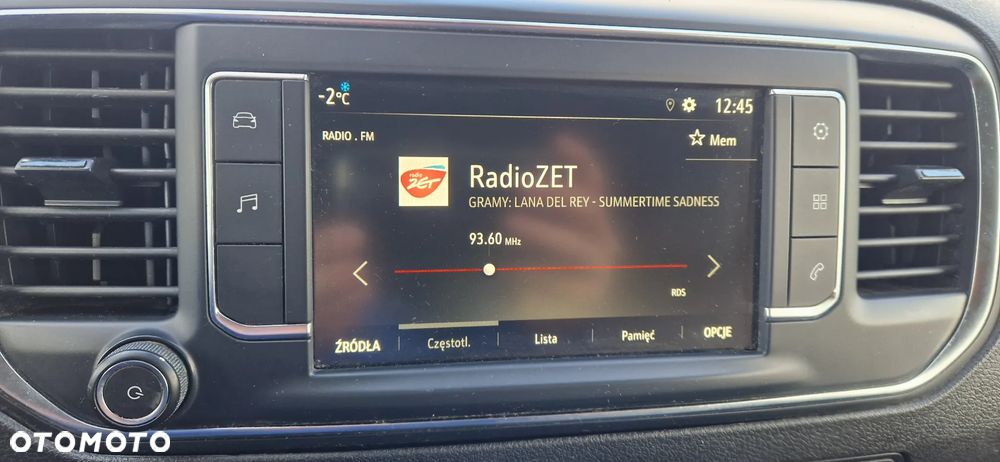 -2°C
12:45
RADIO . FM
Mem
radio
ZET
RadioZET
GRAMY: LANA DEL REY - SUMMERTIME SADNESS
93.60 MHz
RDS
ŹRÓDŁA Częstotl. Lista Pamięć OPCJE
OTOMOTO